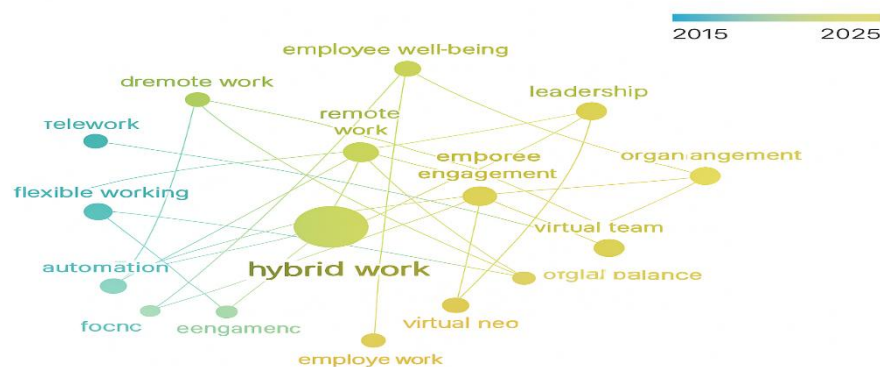 2015 2025
employee well-being
dremote work
leadership
remote
work
Telework
emboree
engagement
organ angement
flexible working
virtual team
automation
hybrid work
orglal balance
focnc
eengamenc
virtual neo
employe work